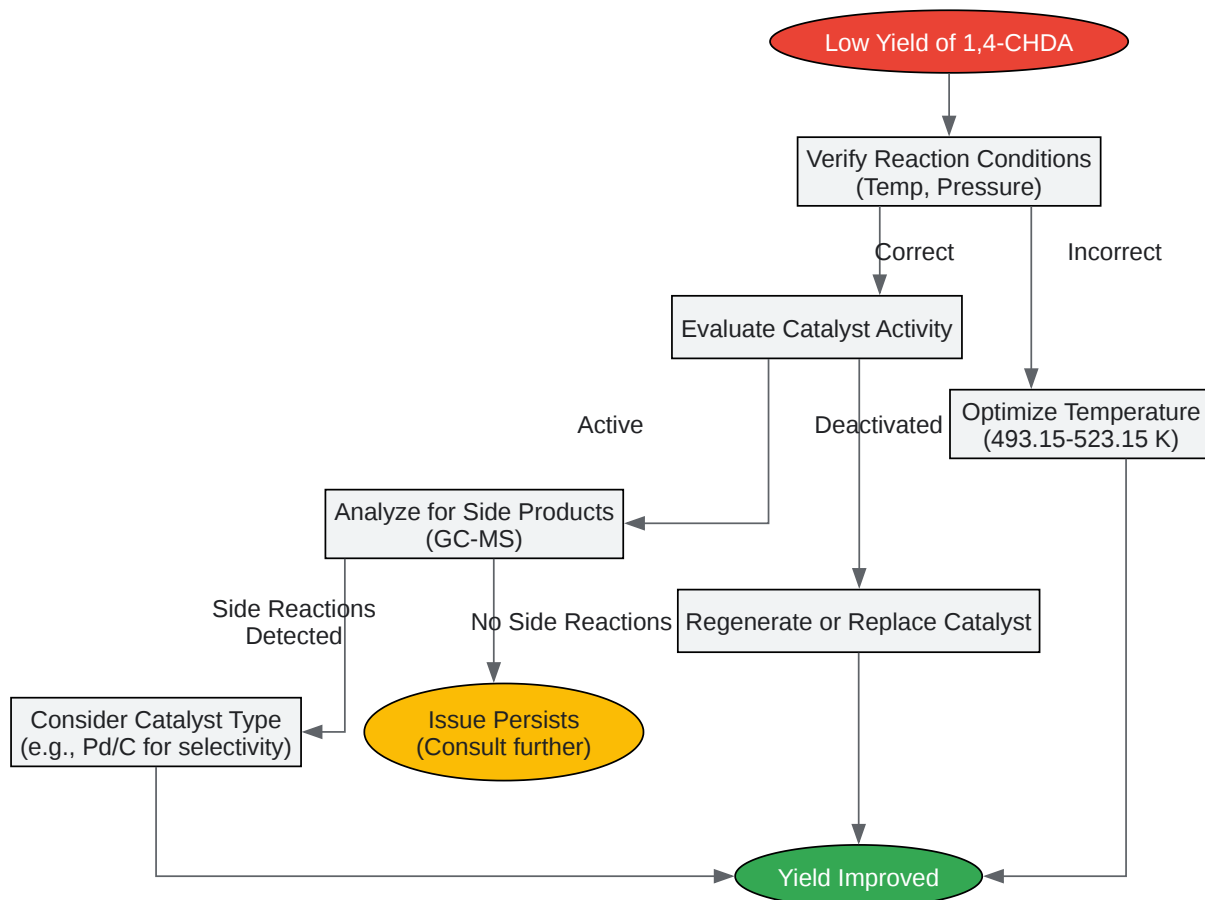 Low Yield of 1,4-CHDA
Verify Reaction Conditions
(Temp, Pressure)
Correct
Incorrect
Evaluate Catalyst Activity
Optimize Temperature
(493.15-523.15 K)
Active
Deactivated
Analyze for Side Products
(GC-MS)
Side Reactions
Detected
No Side Reactions
Regenerate or Replace Catalyst
Consider Catalyst Type
(e.g., Pd/C for selectivity)
Issue Persists
(Consult further)
Yield Improved